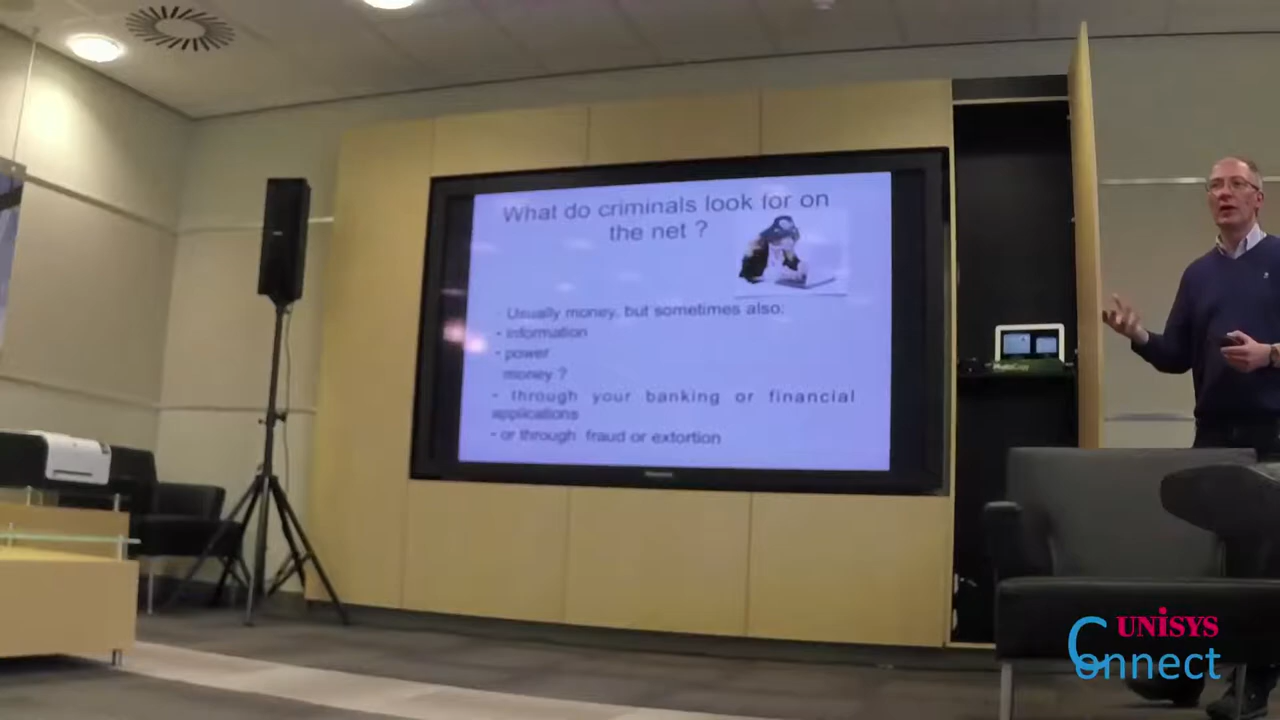 What do criminals look for on
the net ?
Usually money, but sometimes also:
- information
- power
money ?
- through your banking or financial
applications
- or through fraud or extortion
UNiSYS
Connect